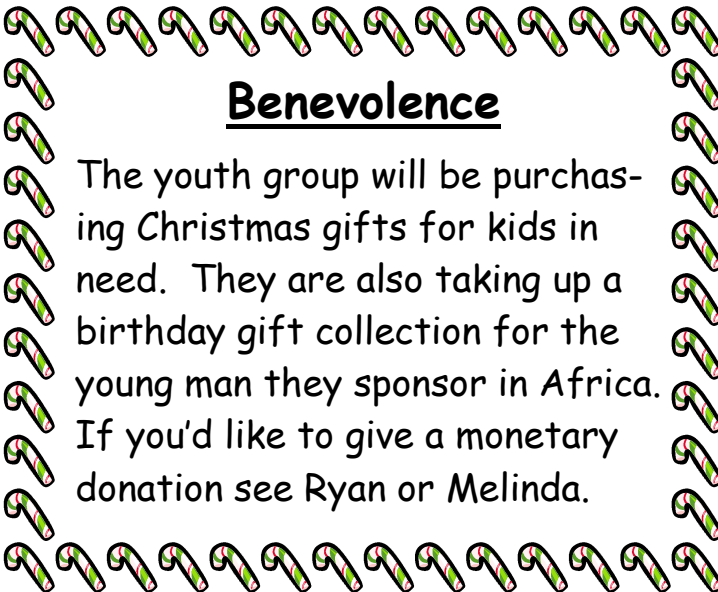 Benevolence
The youth group will be purchas-
ing Christmas gifts for kids in
need.  They are also taking up a
birthday gift collection for the
young man they sponsor in Africa.
If you'd like to give a monetary
donation see Ryan or Melinda.